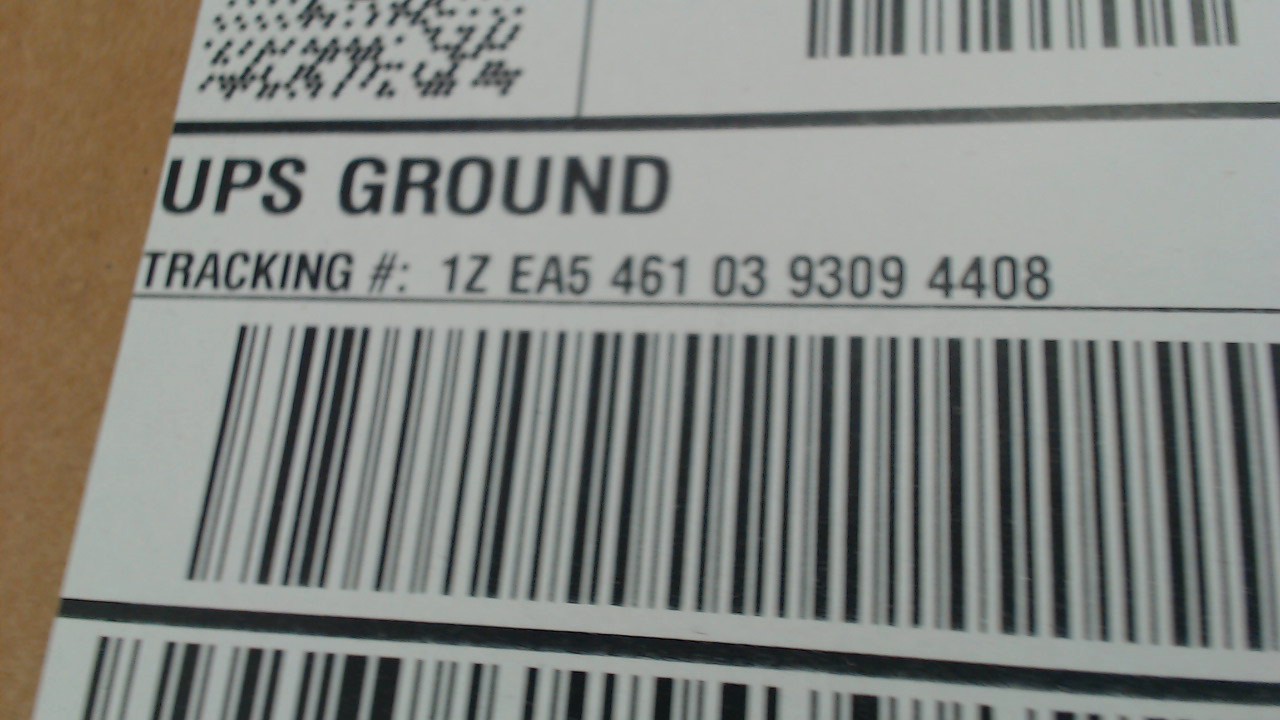 UPS GROUND
TRACKING #: 1Z EA5 461 03 9309 4408